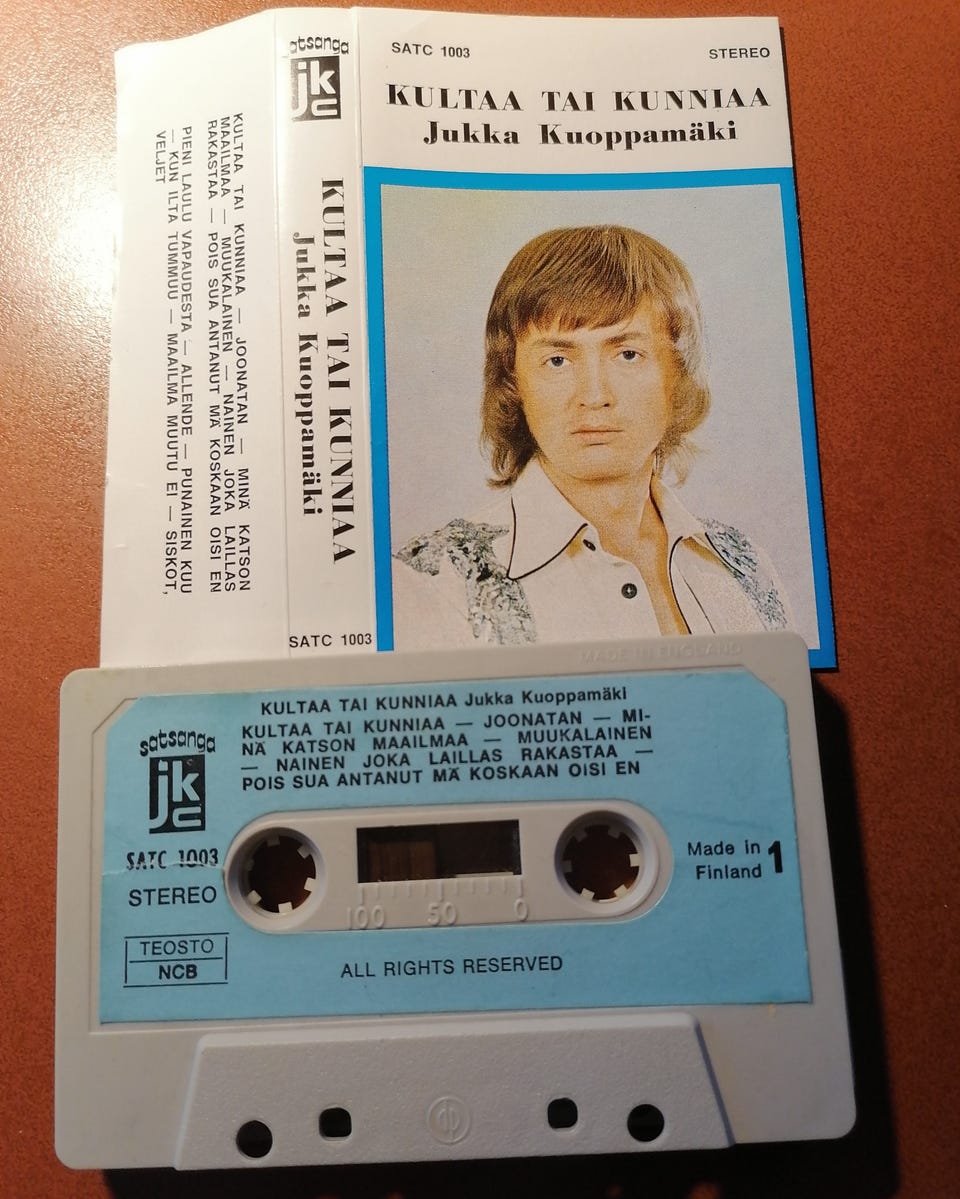 SATC 1003
STEREO
KULTAA TAI KUNNIAA
Jukka Kuoppamäki
atsanga
jkc
KULTAA TAI KUNNIAA
Jukka Kuoppamäki
SATC 1003
KULTAA TAI KUNNIAA — JOONATAN — MINÄ KATSON
MAAILMAA — MUUKALAINEN — NAINEN JOKA LAILLAS
RAKASTAA — POIS SUA ANTANUT MÄ KOSKAAN OISI EN
PIENI LAULU VAPAUDESTA — ALLENDE — PUNAINEN KUU
— KUN ILTA TUMMUU — MAAILMA MUUTU EI — SISKOT,
VELJET
MADE IN ENGLAND
KULTAA TAI KUNNIAA Jukka Kuoppamäki
KULTAA TAI KUNNIAA — JOONATAN — MI-
NÄ KATSON MAAILMAA — MUUKALAINEN
— NAINEN JOKA LAILLAS RAKASTAA —
POIS SUA ANTANUT MÄ KOSKAAN OISI EN
satsanga
jkc
SATC 1003
STEREO
TEOSTO
NCB
100 50 0
Made in
Finland
1
ALL RIGHTS RESERVED